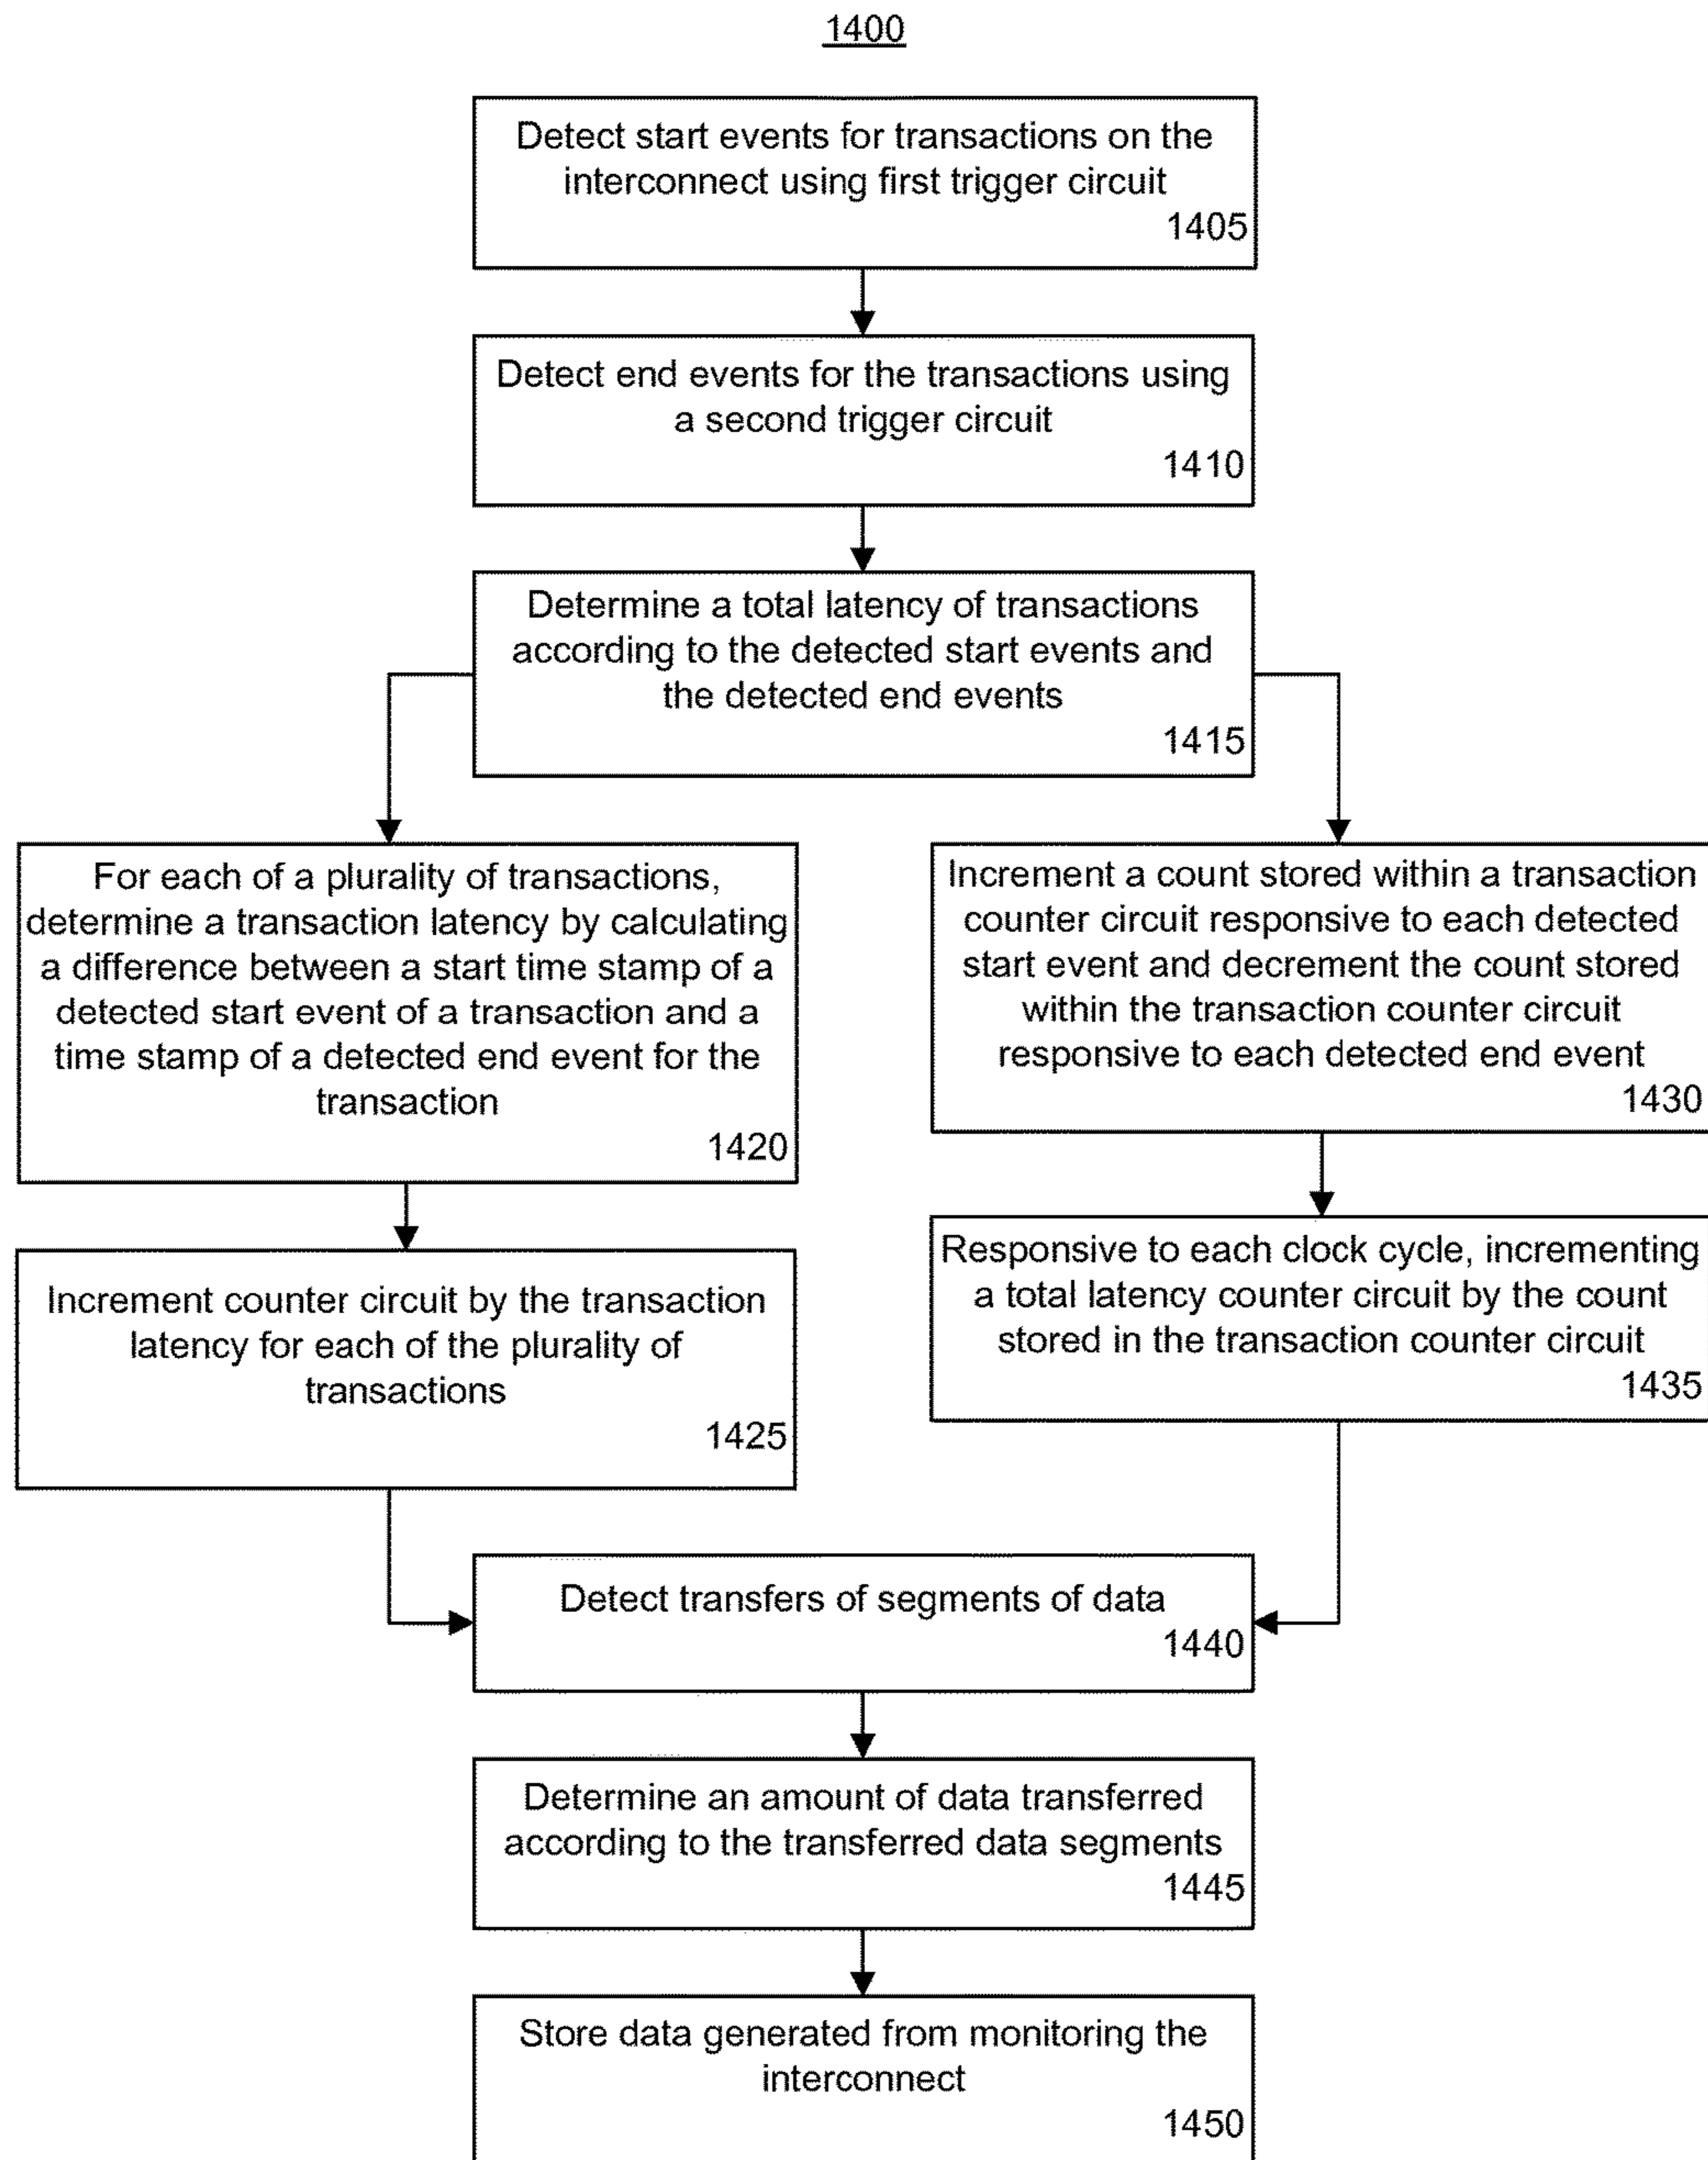 1400
Detect start events for transactions on the
interconnect using first trigger circuit
1405
Detect end events for the transactions using
a second trigger circuit
1410
Determine a total latency of transactions
according to the detected start events and
the detected end events
1415
For each of a plurality of transactions,
determine a transaction latency by calculating
a difference between a start time stamp of a
detected start event of a transaction and a
time stamp of a detected end event for the
transaction
1420
Increment counter circuit by the transaction
latency for each of the plurality of
transactions
1425
Increment a count stored within a transaction
counter circuit responsive to each detected
start event and decrement the count stored
within the transaction counter circuit
responsive to each detected end event
1430
Responsive to each clock cycle, incrementing
a total latency counter circuit by the count
stored in the transaction counter circuit
1435
Detect transfers of segments of data
1440
Determine an amount of data transferred
according to the transferred data segments
1445
Store data generated from monitoring the
interconnect
1450